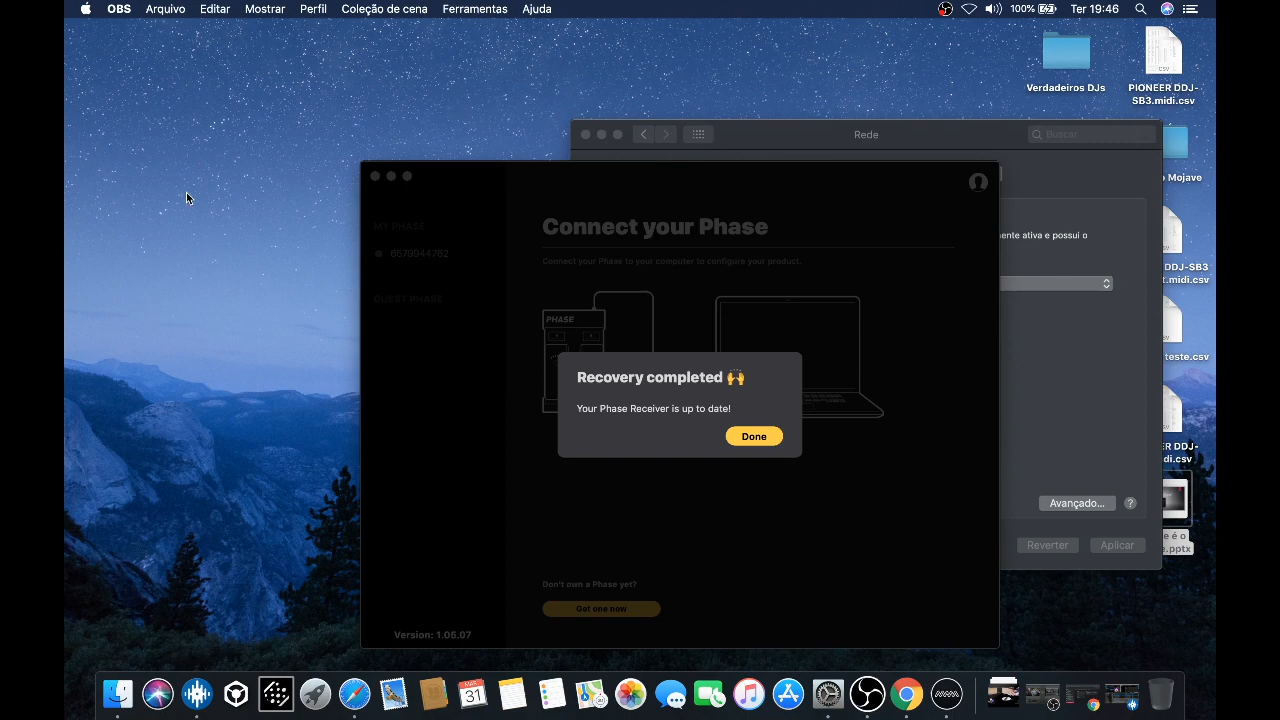 OBS Arquivo Editar Mostrar Perfil Coleção de cena Ferramentas Ajuda 100% Ter 19:46
Verdadeiros DJs
PIONEER DDJ-
SB3.midi.csv
Rede
Buscar
Mojave
MY PHASE
6579944762
GUEST PHASE
Connect your Phase
Connect your Phase to your computer to configure your product.
PHASE
ente ativa e possui o
DDJ-SB3
t.midi.csv
teste.csv
Recovery completed 🙌
Your Phase Receiver is up to date!
Done
ER DDJ-
di.csv
Avançado... ?
e é o
e.pptx
Reverter Aplicar
Don't own a Phase yet?
Get one now
Version: 1.06.07
31